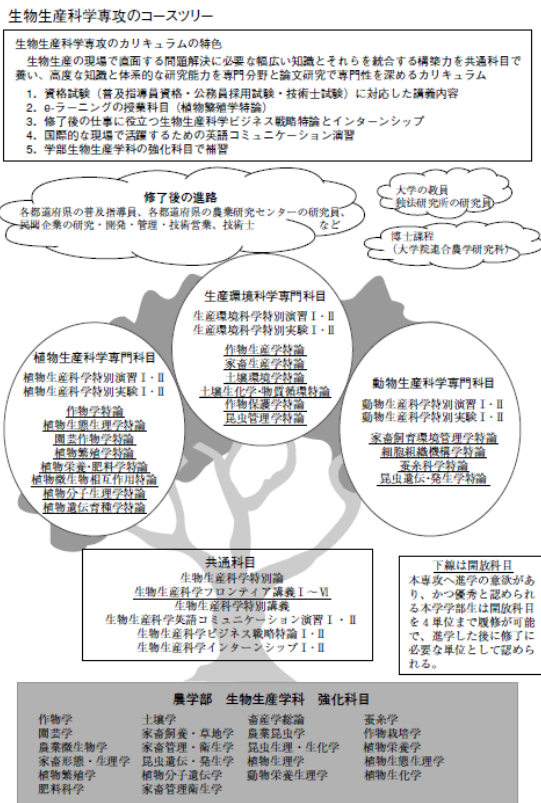 生物生産科学専攻のコースツリー
生物生産科学専攻のカリキュラムの特色
生物生産の現場で直面する問題解決に必要な幅広い知識とそれらを統合する構築力を共通科目で
養い、高度な知識と体系的な研究能力を専門分野と論文研究で専門性を深めるカリキュラム
1．資格試験（普及指導員資格・公務員採用試験・技術士試験）に対応した講義内容
2．e-ラーニングの授業科目（植物繁殖学特論）
3．修了後の仕事に役立つ生物生産科学ビジネス戦略特論とインターンシップ
4．国際的な現場で活躍するための英語コミュニケーション演習
5．学部生物生産学科の強化科目で補習
修了後の進路
各都道府県の普及指導員、各都道府県の農業研究センターの研究員、
民間企業の研究・開発・管理・技術営業、技術士 など
大学の教員
独法研究所の研究員
博士課程
（大学院連合農学研究科）
生産環境科学専門科目
生産環境科学特別演習Ⅰ・Ⅱ
生産環境科学特別実験Ⅰ・Ⅱ
作物生産学特論
家畜生産学特論
土壌環境学特論
土壌生化学・物質循環特論
作物保護学特論
昆虫管理学特論
植物生産科学専門科目
植物生産科学特別演習Ⅰ・Ⅱ
植物生産科学特別実験Ⅰ・Ⅱ
作物学特論
植物生態生理学特論
園芸作物学特論
植物繁殖学特論
植物栄養・肥料学特論
植物微生物相互作用特論
植物分子生理学特論
植物遺伝育種学特論
動物生産科学専門科目
動物生産科学特別演習Ⅰ・Ⅱ
動物生産科学特別実験Ⅰ・Ⅱ
家畜飼育環境管理学特論
細胞組織機構学特論
蚕糸科学特論
昆虫遺伝・発生学特論
共通科目
生物生産科学特別論
生物生産科学フロンティア講義Ⅰ～Ⅵ
生物生産科学特別講義
生物生産科学英語コミュニケーション演習Ⅰ・Ⅱ
生物生産科学ビジネス戦略特論Ⅰ・Ⅱ
生物生産科学インターンシップⅠ・Ⅱ
下線は開放科目
本専攻へ進学の意欲があ
り、かつ優秀と認められ
る本学学部生は開放科目
を４単位まで履修が可能
で、進学した後に修了に
必要な単位として認めら
れる。
農学部 生物生産学科 強化科目
作物学 土壌学 畜産学総論 蚕糸学
園芸学 家畜飼養・草地学 農業昆虫学 作物栽培学
農業微生物学 家畜管理・衛生学 昆虫生理・生化学 植物栄養学
家畜形態・生理学 昆虫遺伝・発生学 植物生理学 植物生態生理学
植物繁殖学 植物分子遺伝学 動物栄養生理学 植物生化学
肥料科学 家畜管理衛生学